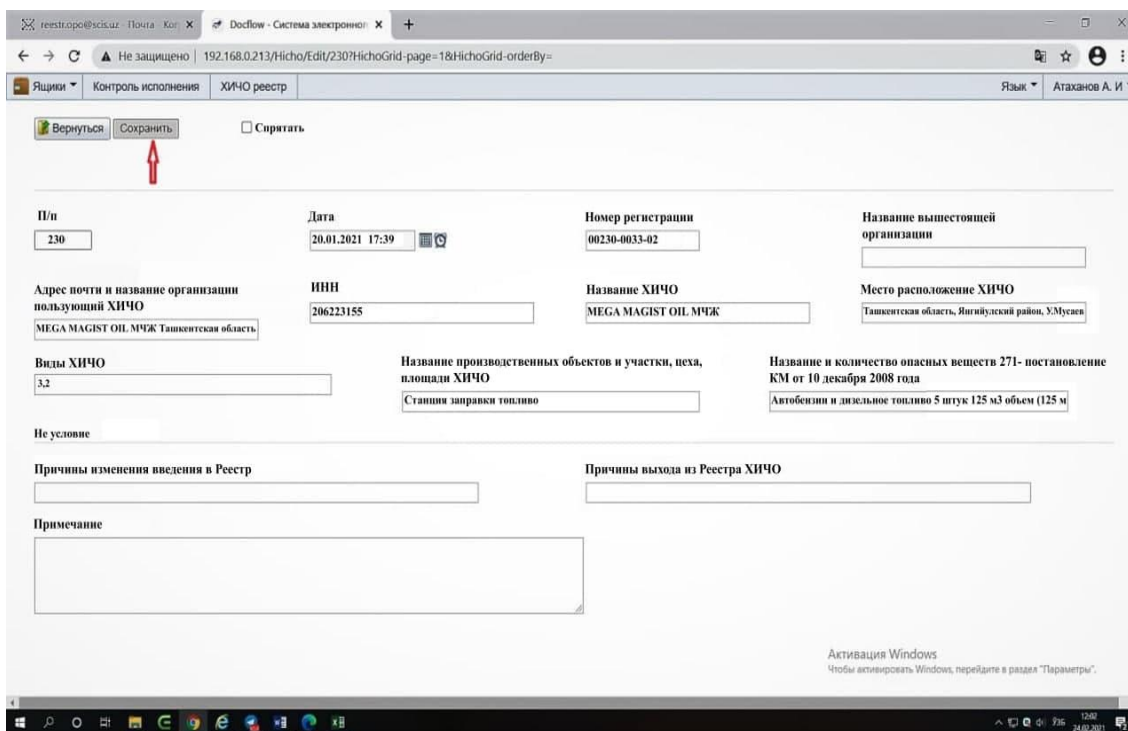 reestr.opo@scis.uz - Почта - Кор
Docflow - Система электронног
Не защищено | 192.168.0.213/Hicho/Edit/230?HichoGrid-page=1&HichoGrid-orderBy=
Ящики Контроль исполнения ХИЧО реестр Язык Атаханов А. И
Вернуться Сохранить Спрятать
П/п Дата Номер регистрации Название вышестоящей
организации
230 20.01.2021 17:39 00230-0033-02
Адрес почти и название организации
пользующий ХИЧО
ИНН Название ХИЧО Место расположение ХИЧО
MEGA MAGIST OIL МЧЖ Ташкентская область
206223155 MEGA MAGIST OIL МЧЖ Ташкентская область, Янгийулский район, У.Мусаев
Виды ХИЧО
Название производственных объектов и участки, цеха,
площади ХИЧО
Название и количество опасных веществ 271- постановление
КМ от 10 декабря 2008 года
3,2
Станция заправки топливо
Автобензин и дизельное топливо 5 штук 125 м3 объем (125 м
Не условие
Причины изменения введения в Реестр Причины выхода из Реестра ХИЧО
Примечание
Активация Windows
Чтобы активировать Windows, перейдите в раздел "Параметры".
12:02
ЎЗБ
24.02.2021